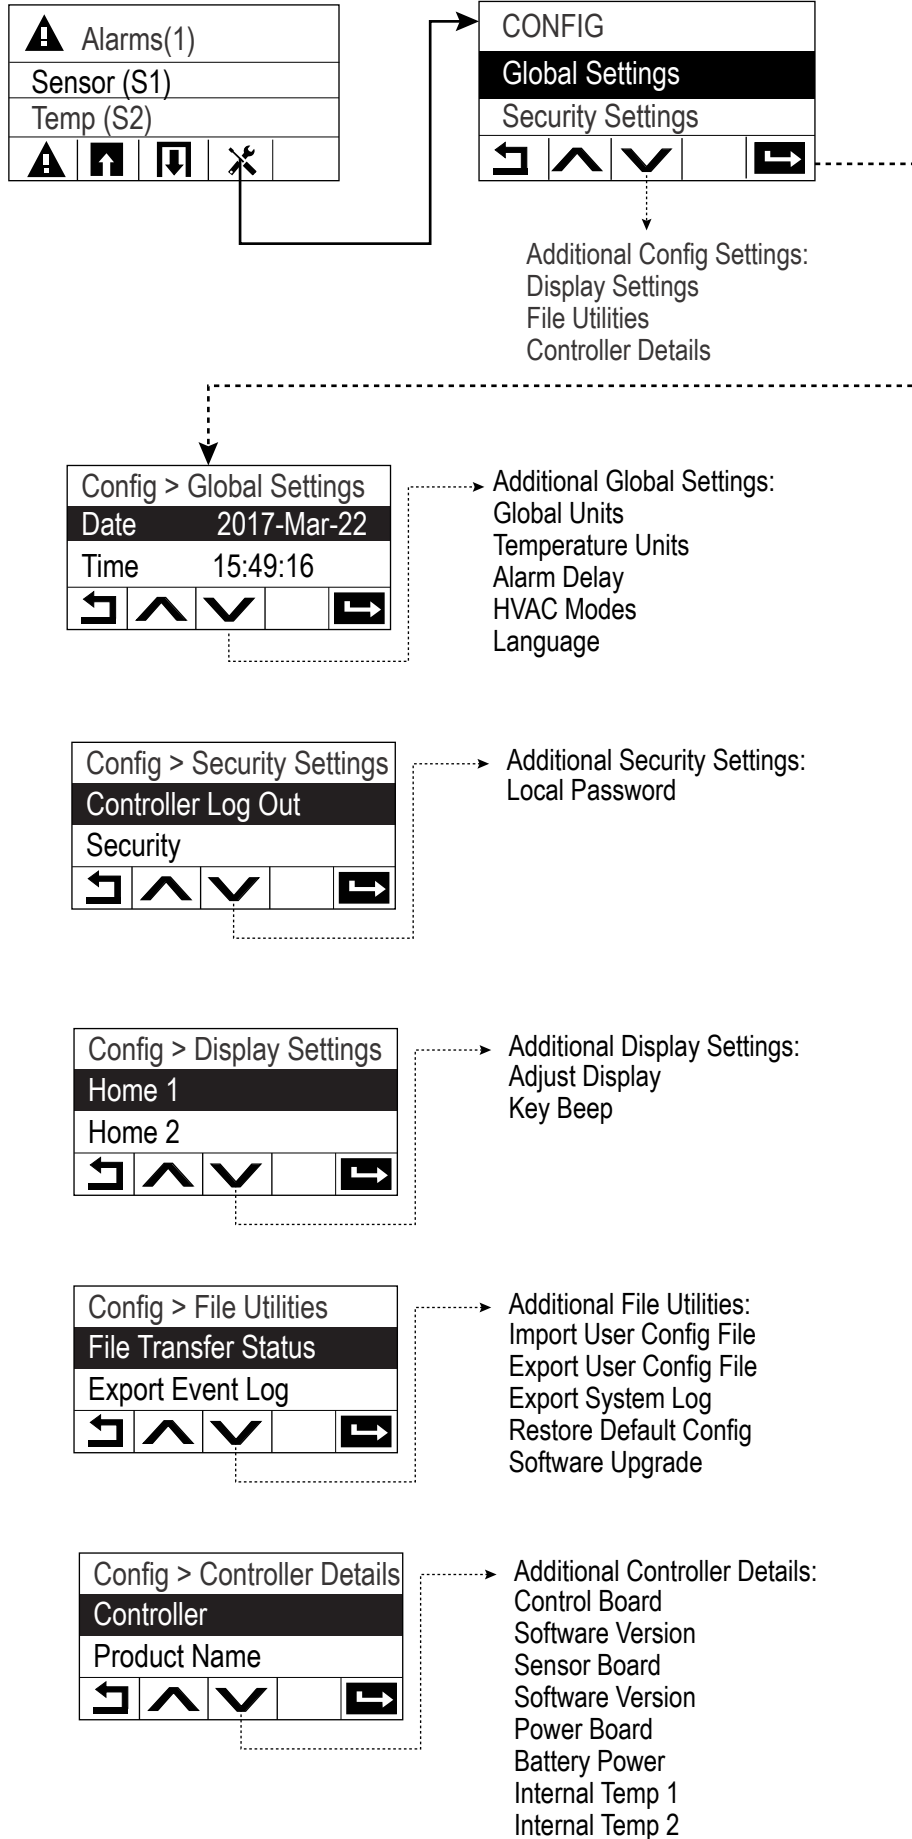 Alarms(1)
Sensor (S1)
Temp (S2)
CONFIG
Global Settings
Security Settings
Additional Config Settings:
Display Settings
File Utilities
Controller Details
Config > Global Settings
Date 2017-Mar-22
Time 15:49:16
Additional Global Settings:
Global Units
Temperature Units
Alarm Delay
HVAC Modes
Language
Config > Security Settings
Controller Log Out
Security
Additional Security Settings:
Local Password
Config > Display Settings
Home 1
Home 2
Additional Display Settings:
Adjust Display
Key Beep
Config > File Utilities
File Transfer Status
Export Event Log
Additional File Utilities:
Import User Config File
Export User Config File
Export System Log
Restore Default Config
Software Upgrade
Config > Controller Details
Controller
Product Name
Additional Controller Details:
Control Board
Software Version
Sensor Board
Software Version
Power Board
Battery Power
Internal Temp 1
Internal Temp 2